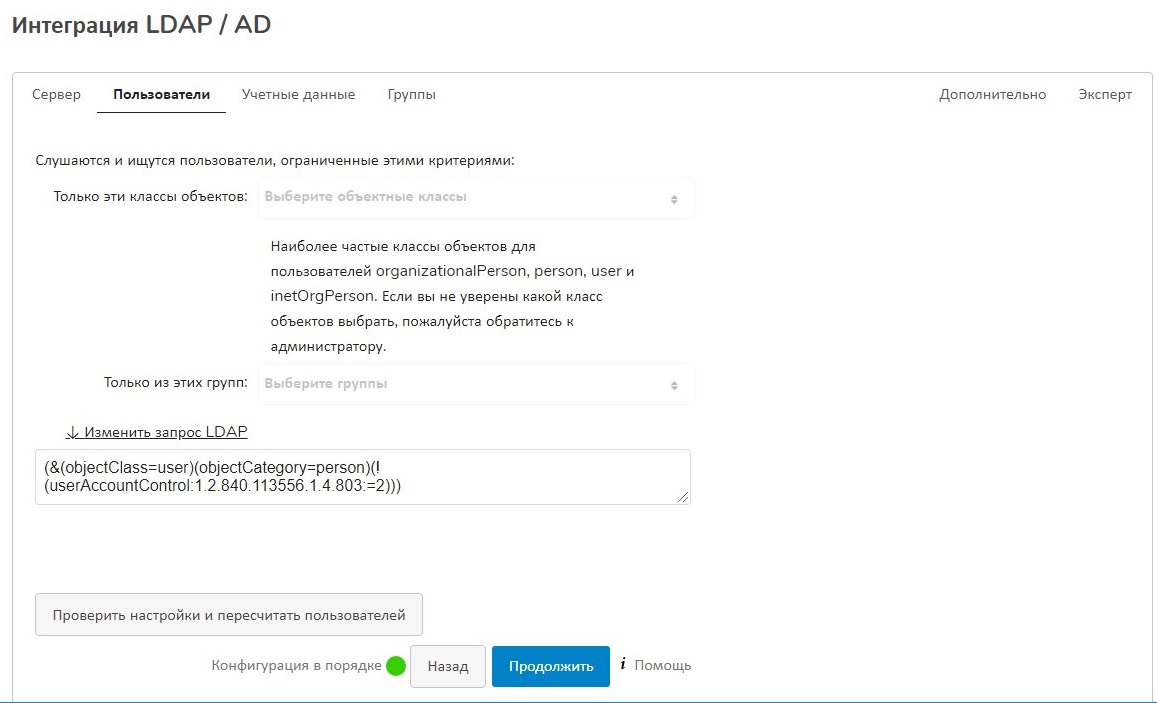 Интеграция LDAP / AD
Сервер Пользователи Учетные данные Группы Дополнительно Эксперт
Слушаются и ищутся пользователи, ограниченные этими критериями:
Только эти классы объектов: Выберите объектные классы
Наиболее частые классы объектов для
пользователей organizationalPerson, person, user и
inetOrgPerson. Если вы не уверены какой класс
объектов выбрать, пожалуйста обратитесь к
администратору.
Только из этих групп: Выберите группы
↓ Изменить запрос LDAP
(&(objectClass=user)(objectCategory=person)(!
(userAccountControl:1.2.840.113556.1.4.803:=2)))
Проверить настройки и пересчитать пользователей
Конфигурация в порядке Назад Продолжить i Помощь